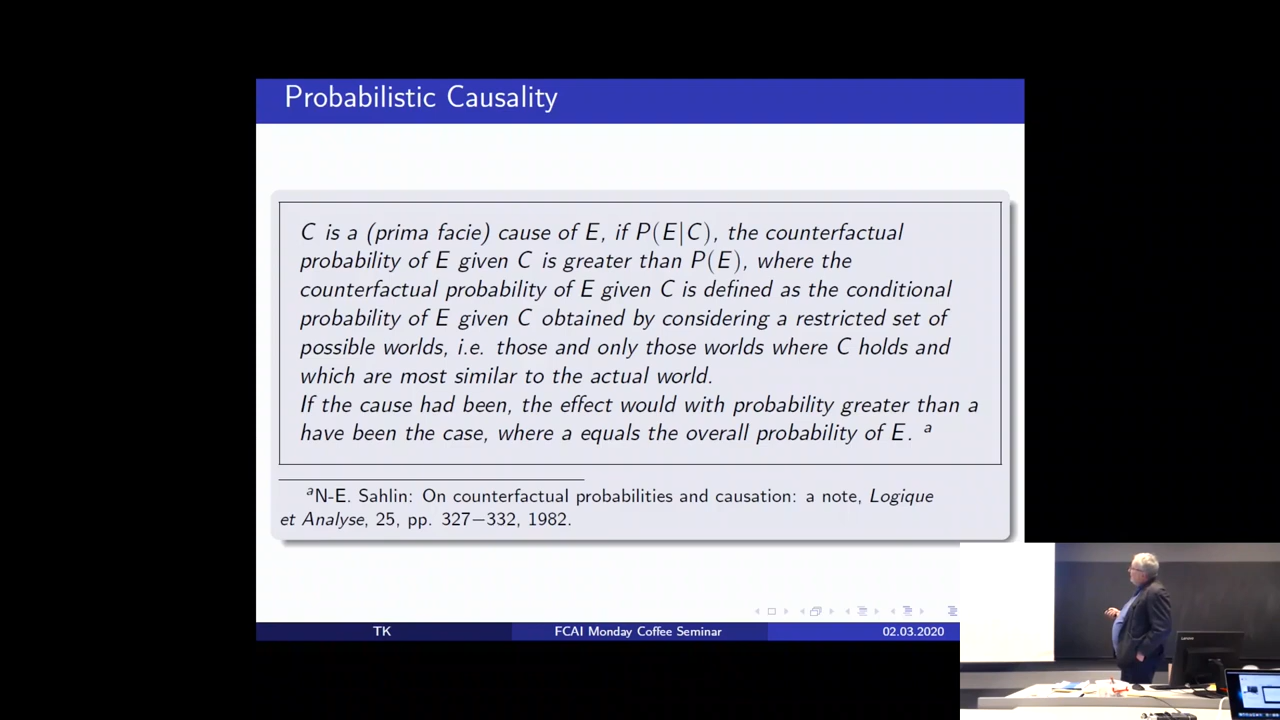 Probabilistic Causality
C is a (prima facie) cause of E, if P(E|C), the counterfactual
probability of E given C is greater than P(E), where the
counterfactual probability of E given C is defined as the conditional
probability of E given C obtained by considering a restricted set of
possible worlds, i.e. those and only those worlds where C holds and
which are most similar to the actual world.
If the cause had been, the effect would with probability greater than a
have been the case, where a equals the overall probability of E. a
aN-E. Sahlin: On counterfactual probabilities and causation: a note, Logique
et Analyse, 25, pp. 327−332, 1982.
TK FCAI Monday Coffee Seminar 02.03.2020
Lenovo